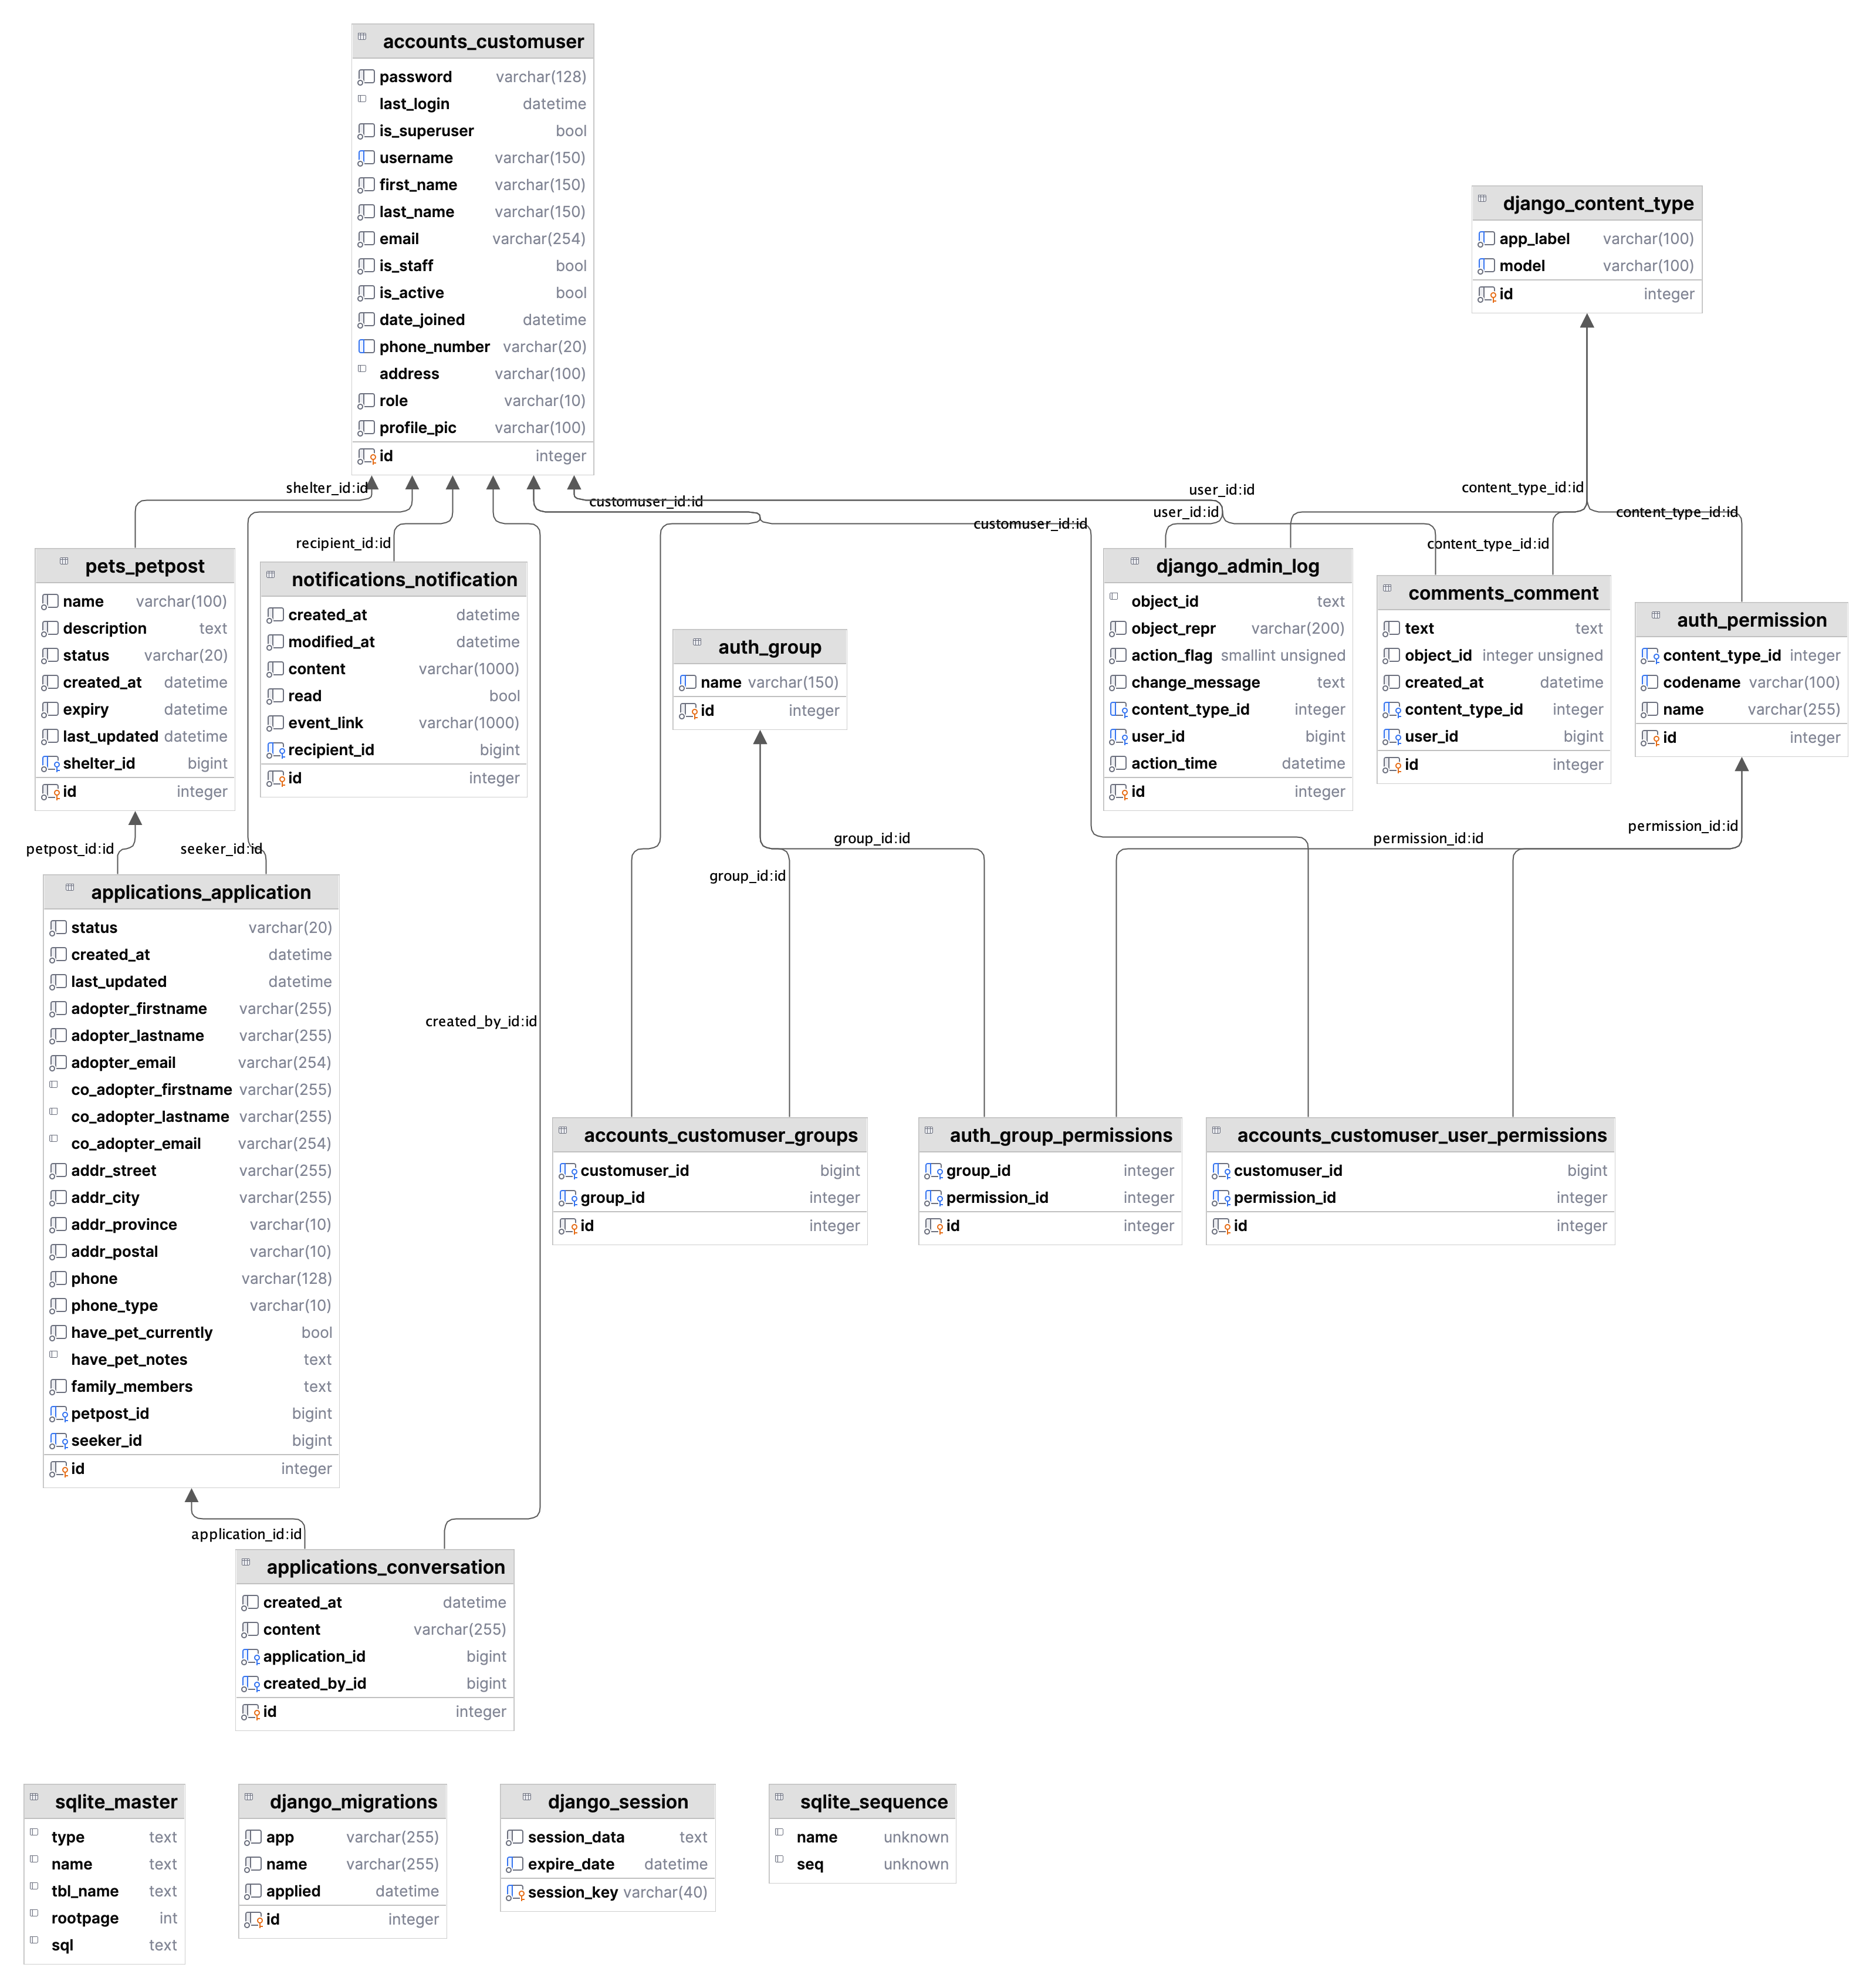 accounts_customuser
password varchar(128)
last_login datetime
is_superuser bool
username varchar(150)
first_name varchar(150)
last_name varchar(150)
email varchar(254)
is_staff bool
is_active bool
date_joined datetime
phone_number varchar(20)
address varchar(100)
role varchar(10)
profile_pic varchar(100)
id integer
django_content_type
app_label varchar(100)
model varchar(100)
id integer
shelter_id:id
customuser_id:id
user_id:id
content_type_id:id
recipient_id:id
customuser_id:id
user_id:id
content_type_id:id
content_type_id:id
pets_petpost
name varchar(100)
description text
status varchar(20)
created_at datetime
expiry datetime
last_updated datetime
shelter_id bigint
id integer
notifications_notification
created_at datetime
modified_at datetime
content varchar(1000)
read bool
event_link varchar(1000)
recipient_id bigint
id integer
auth_group
name varchar(150)
id integer
django_admin_log
object_id text
object_repr varchar(200)
action_flag smallint unsigned
change_message text
content_type_id integer
user_id bigint
action_time datetime
id integer
comments_comment
text text
object_id integer unsigned
created_at datetime
content_type_id integer
user_id bigint
id integer
auth_permission
content_type_id integer
codename varchar(100)
name varchar(255)
id integer
petpost_id:id
seeker_id:id
group_id:id
group_id:id
permission_id:id
permission_id:id
applications_application
status varchar(20)
created_at datetime
last_updated datetime
adopter_firstname varchar(255)
adopter_lastname varchar(255)
adopter_email varchar(254)
co_adopter_firstname varchar(255)
co_adopter_lastname varchar(255)
co_adopter_email varchar(254)
addr_street varchar(255)
addr_city varchar(255)
addr_province varchar(10)
addr_postal varchar(10)
phone varchar(128)
phone_type varchar(10)
have_pet_currently bool
have_pet_notes text
family_members text
petpost_id bigint
seeker_id bigint
id integer
created_by_id:id
accounts_customuser_groups
customuser_id bigint
group_id integer
id integer
auth_group_permissions
group_id integer
permission_id integer
id integer
accounts_customuser_user_permissions
customuser_id bigint
permission_id integer
id integer
application_id:id
applications_conversation
created_at datetime
content varchar(255)
application_id bigint
created_by_id bigint
id integer
sqlite_master
type text
name text
tbl_name text
rootpage int
sql text
django_migrations
app varchar(255)
name varchar(255)
applied datetime
id integer
django_session
session_data text
expire_date datetime
session_key varchar(40)
sqlite_sequence
name unknown
seq unknown